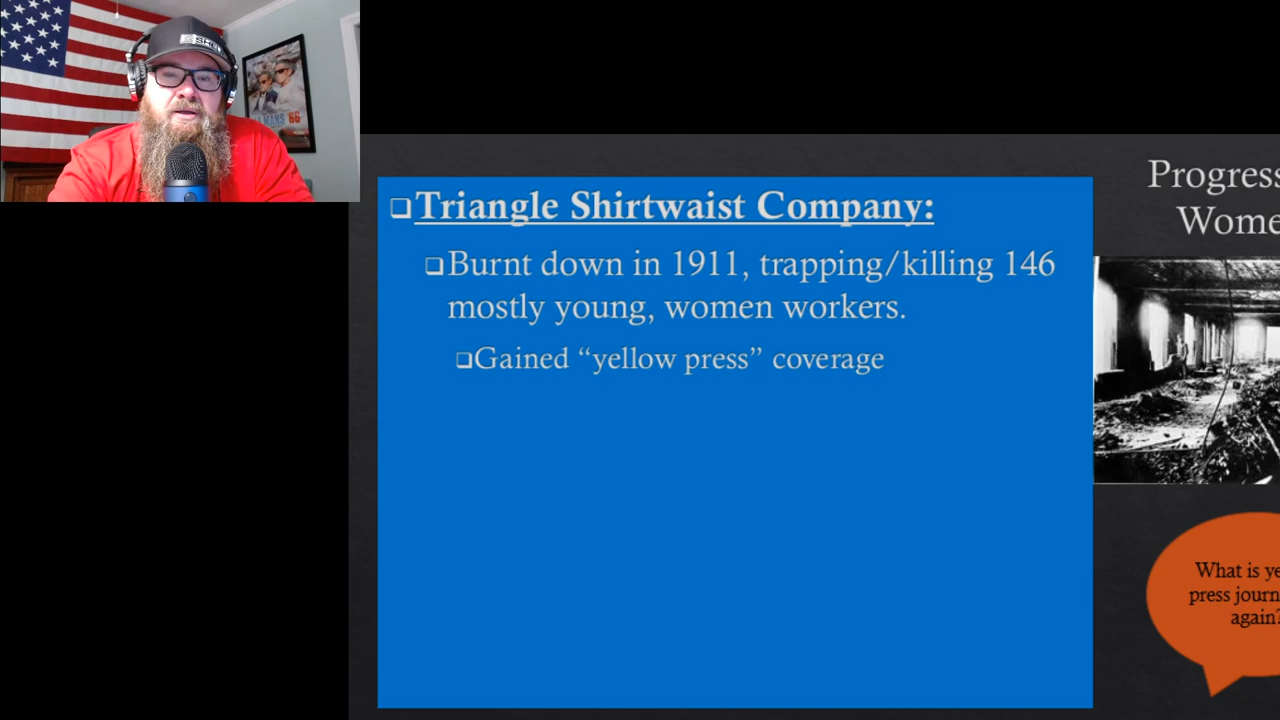 Triangle Shirtwaist Company:
Burnt down in 1911, trapping/killing 146
mostly young, women workers.
Gained “yellow press” coverage
Progress
Wome
What is ye
press journ
again?
66